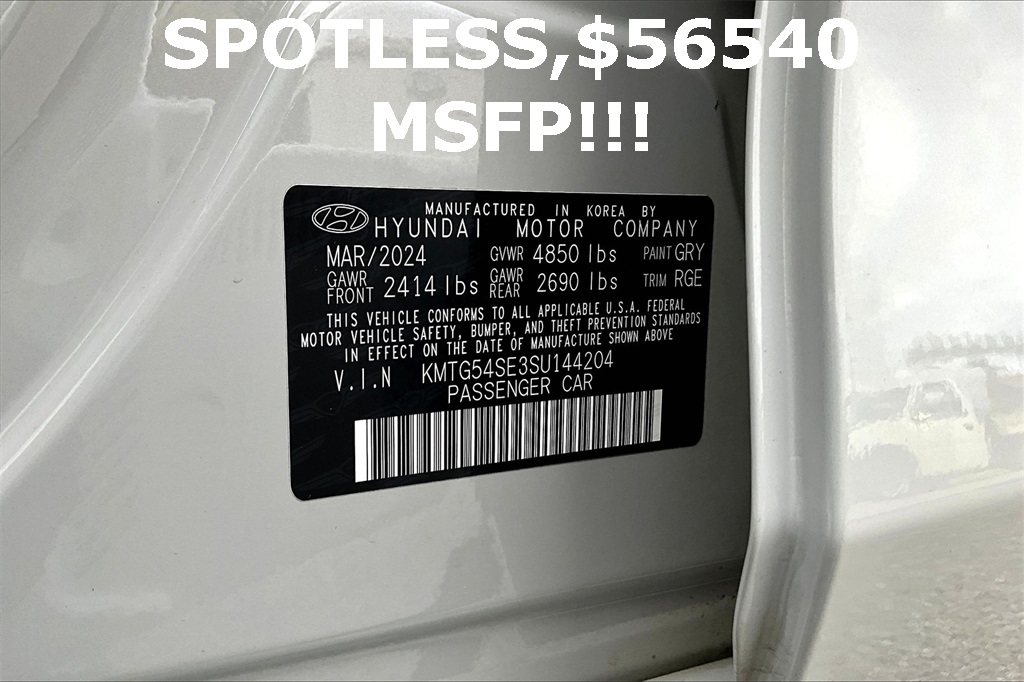 SPOTLESS,$56540
MSFP!!!
MANUFACTURED IN KOREA BY
HYUNDAI MOTOR COMPANY
MAR/2024 GVWR 4850 lbs PAINT GRY
GAWR FRONT 2414 lbs GAWR REAR 2690 lbs TRIM RGE
THIS VEHICLE CONFORMS TO ALL APPLICABLE U.S.A. FEDERAL
MOTOR VEHICLE SAFETY, BUMPER, AND THEFT PREVENTION STANDARDS
IN EFFECT ON THE DATE OF MANUFACTURE SHOWN ABOVE
V.I.N KMTG54SE3SU144204
PASSENGER CAR